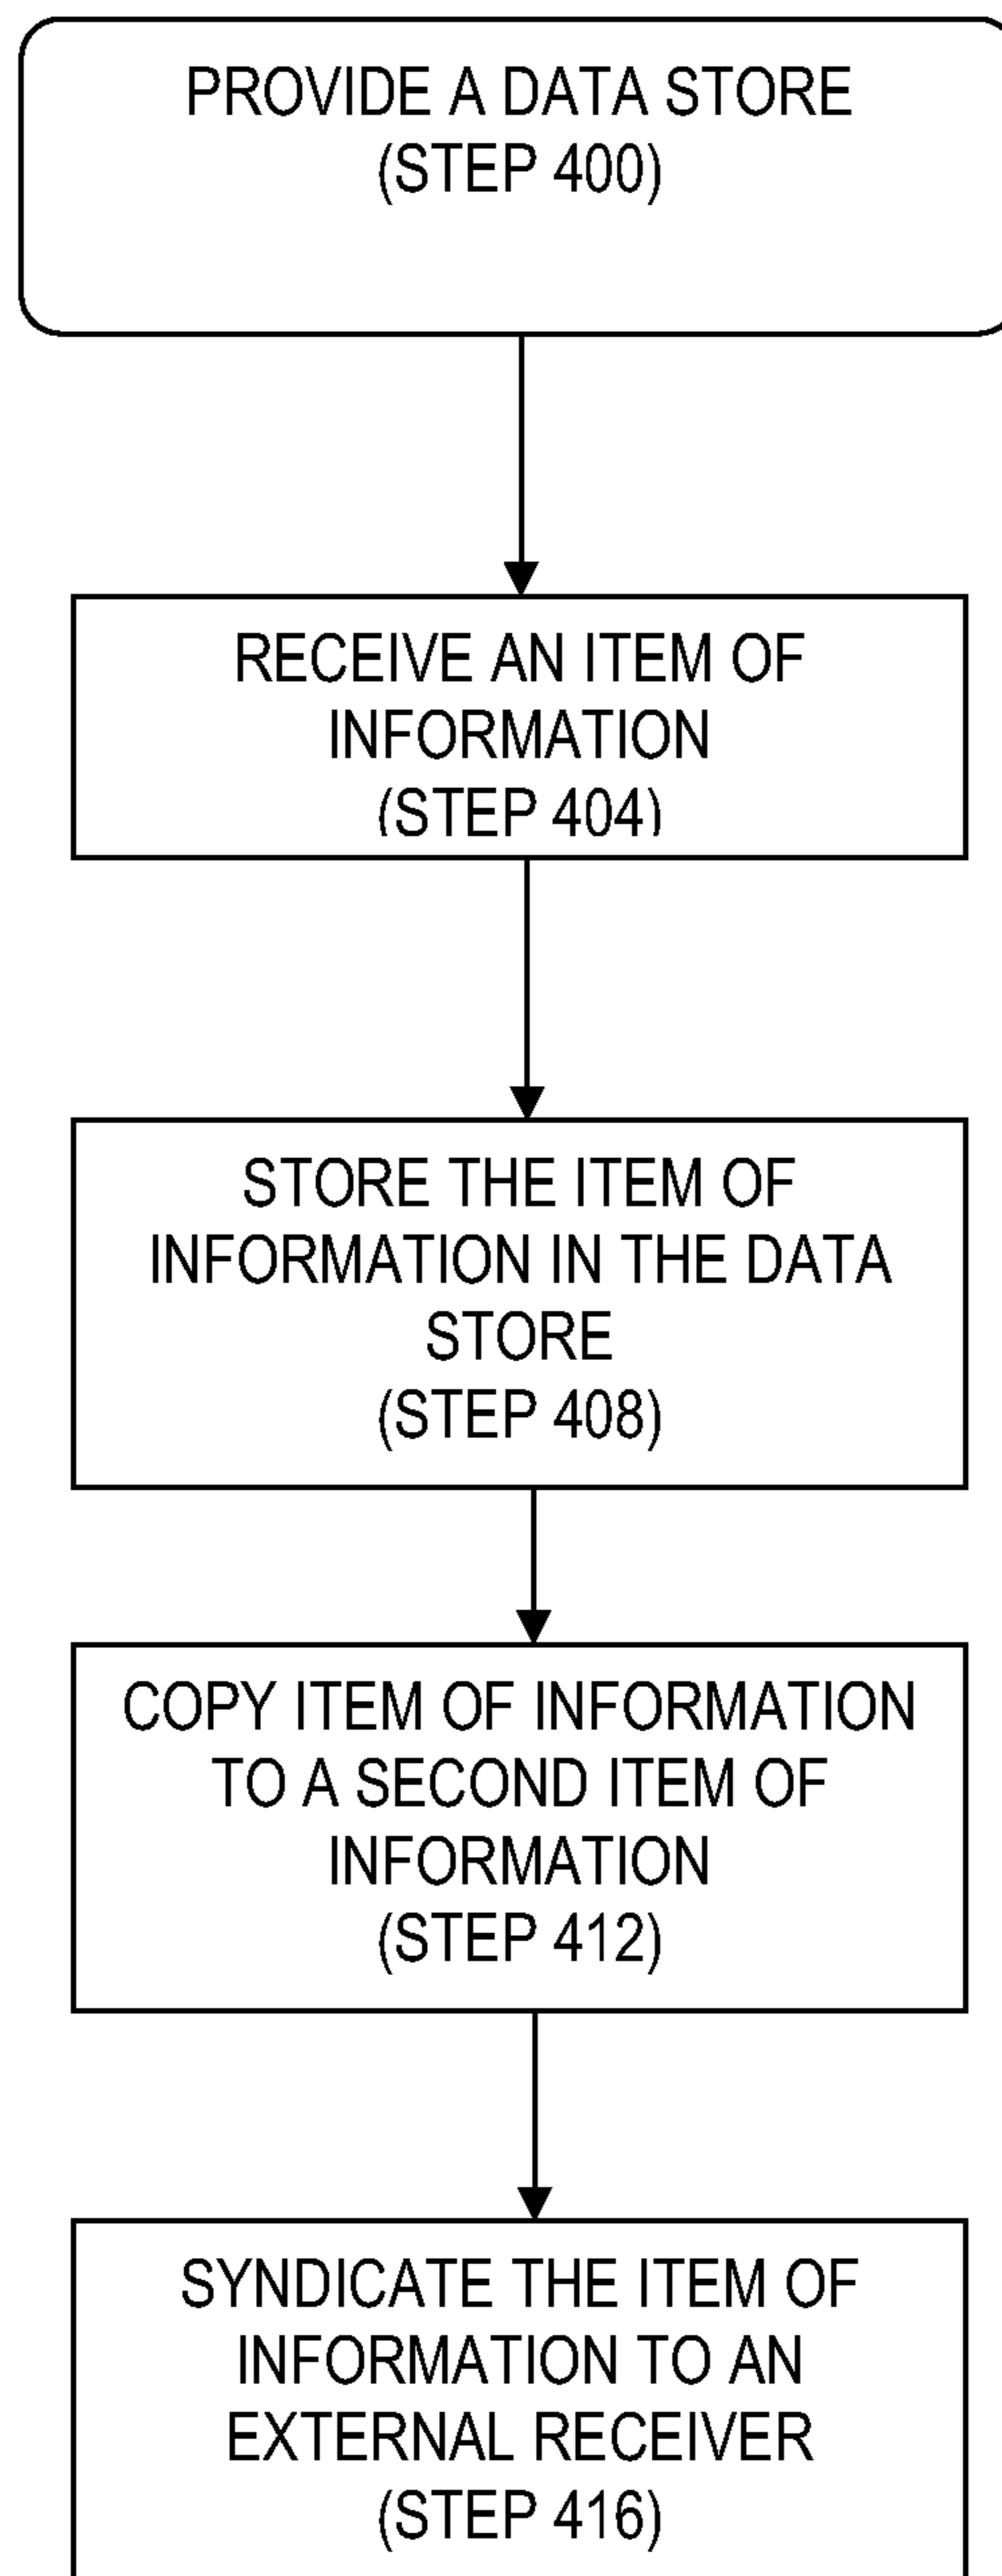 PROVIDE A DATA STORE
(STEP 400)
RECEIVE AN ITEM OF
INFORMATION
(STEP 404)
STORE THE ITEM OF
INFORMATION IN THE DATA
STORE
(STEP 408)
COPY ITEM OF INFORMATION
TO A SECOND ITEM OF
INFORMATION
(STEP 412)
SYNDICATE THE ITEM OF
INFORMATION TO AN
EXTERNAL RECEIVER
(STEP 416)